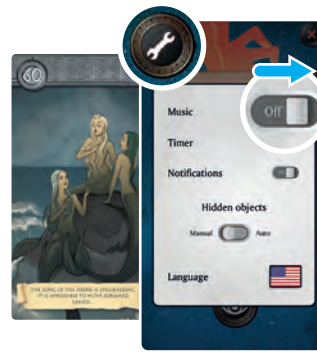 60
THE SONG OF THE SIRENS IS SPELLBINDING.
IT IS IMPOSSIBLE TO MOVE FORWARD,
UNLESS...
Music
Off
Timer
Notifications
Hidden objects
Manual Auto
Language